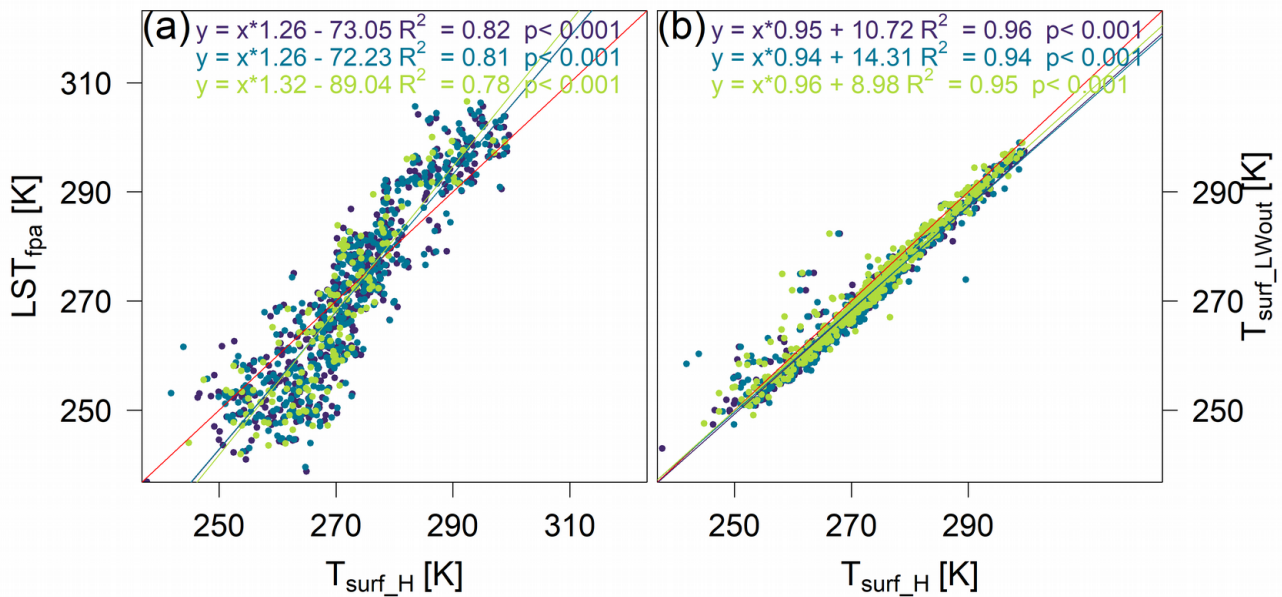 (a) y = x*1.26 - 73.05 R² = 0.82 p< 0.001
y = x*1.26 - 72.23 R² = 0.81 p< 0.001
y = x*1.32 - 89.04 R² = 0.78 p< 0.001
310
290
270
250
LSTfpa [K]
250 270 290 310
Tsurf_H [K]
(b) y = x*0.95 + 10.72 R² = 0.96 p< 0.001
y = x*0.94 + 14.31 R² = 0.94 p< 0.001
y = x*0.96 + 8.98 R² = 0.95 p< 0.001
290
270
250
Tsurf_LWout [K]
250 270 290
Tsurf_H [K]